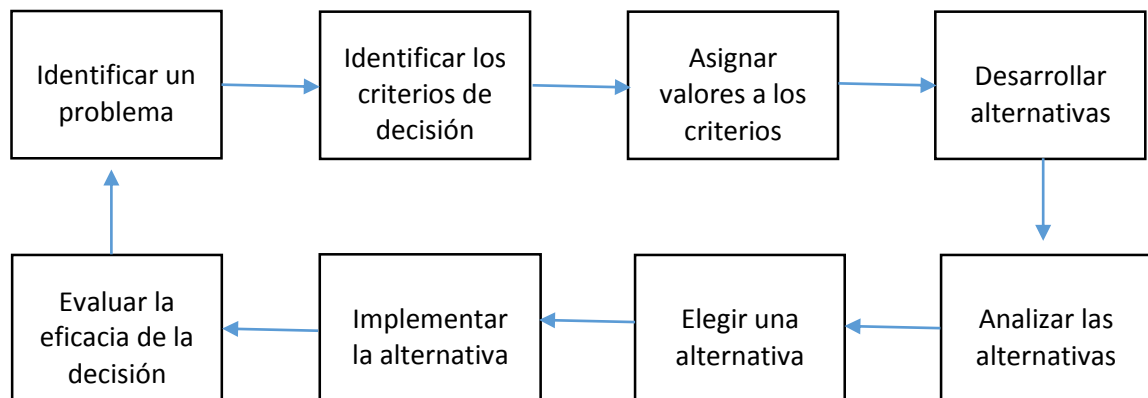 Identificar un
problema
Identificar los
criterios de
decisión
Asignar
valores a los
criterios
Desarrollar
alternativas
Analizar las
alternativas
Elegir una
alternativa
Implementar
la alternativa
Evaluar la
eficacia de la
decisión